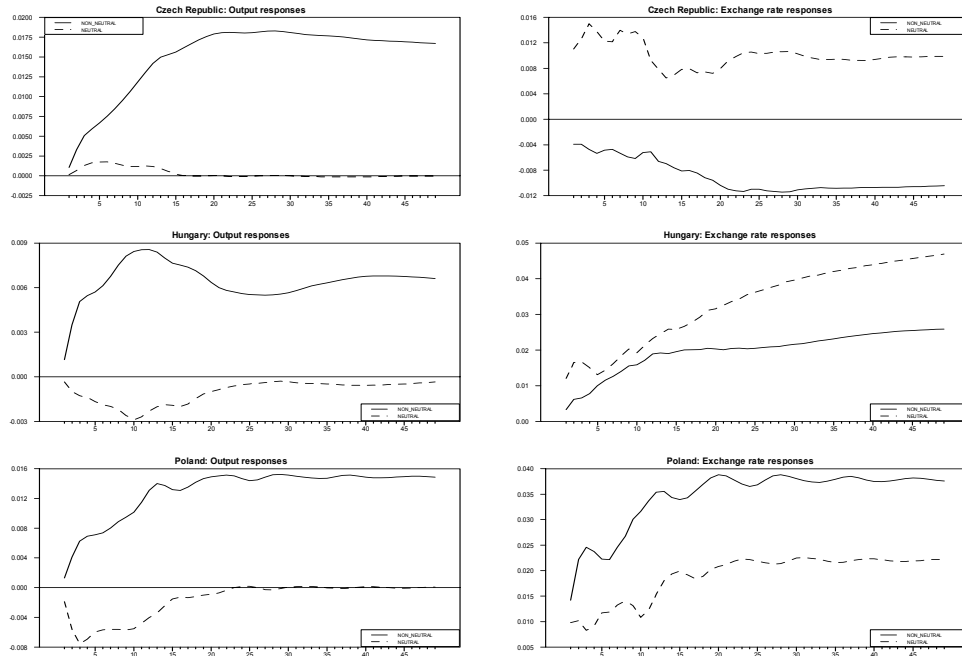 Czech Republic: Output responses
NON_NEUTRAL
NEUTRAL
0.0200
0.0175
0.0150
0.0125
0.0100
0.0075
0.0050
0.0025
0.0000
-0.0025
5 10 15 20 25 30 35 40 45
Czech Republic: Exchange rate responses
NON_NEUTRAL
NEUTRAL
0.016
0.012
0.008
0.004
0.000
-0.004
-0.008
-0.012
5 10 15 20 25 30 35 40 45
Hungary: Output responses
0.009
0.006
0.003
0.000
-0.003
NON_NEUTRAL
NEUTRAL
5 10 15 20 25 30 35 40 45
Hungary: Exchange rate responses
0.05
0.04
0.03
0.02
0.01
0.00
NON_NEUTRAL
NEUTRAL
5 10 15 20 25 30 35 40 45
Poland: Output responses
0.016
0.012
0.008
0.004
0.000
-0.004
-0.008
NON_NEUTRAL
NEUTRAL
5 10 15 20 25 30 35 40 45
Poland: Exchange rate responses
0.040
0.035
0.030
0.025
0.020
0.015
0.010
0.005
NON_NEUTRAL
NEUTRAL
5 10 15 20 25 30 35 40 45